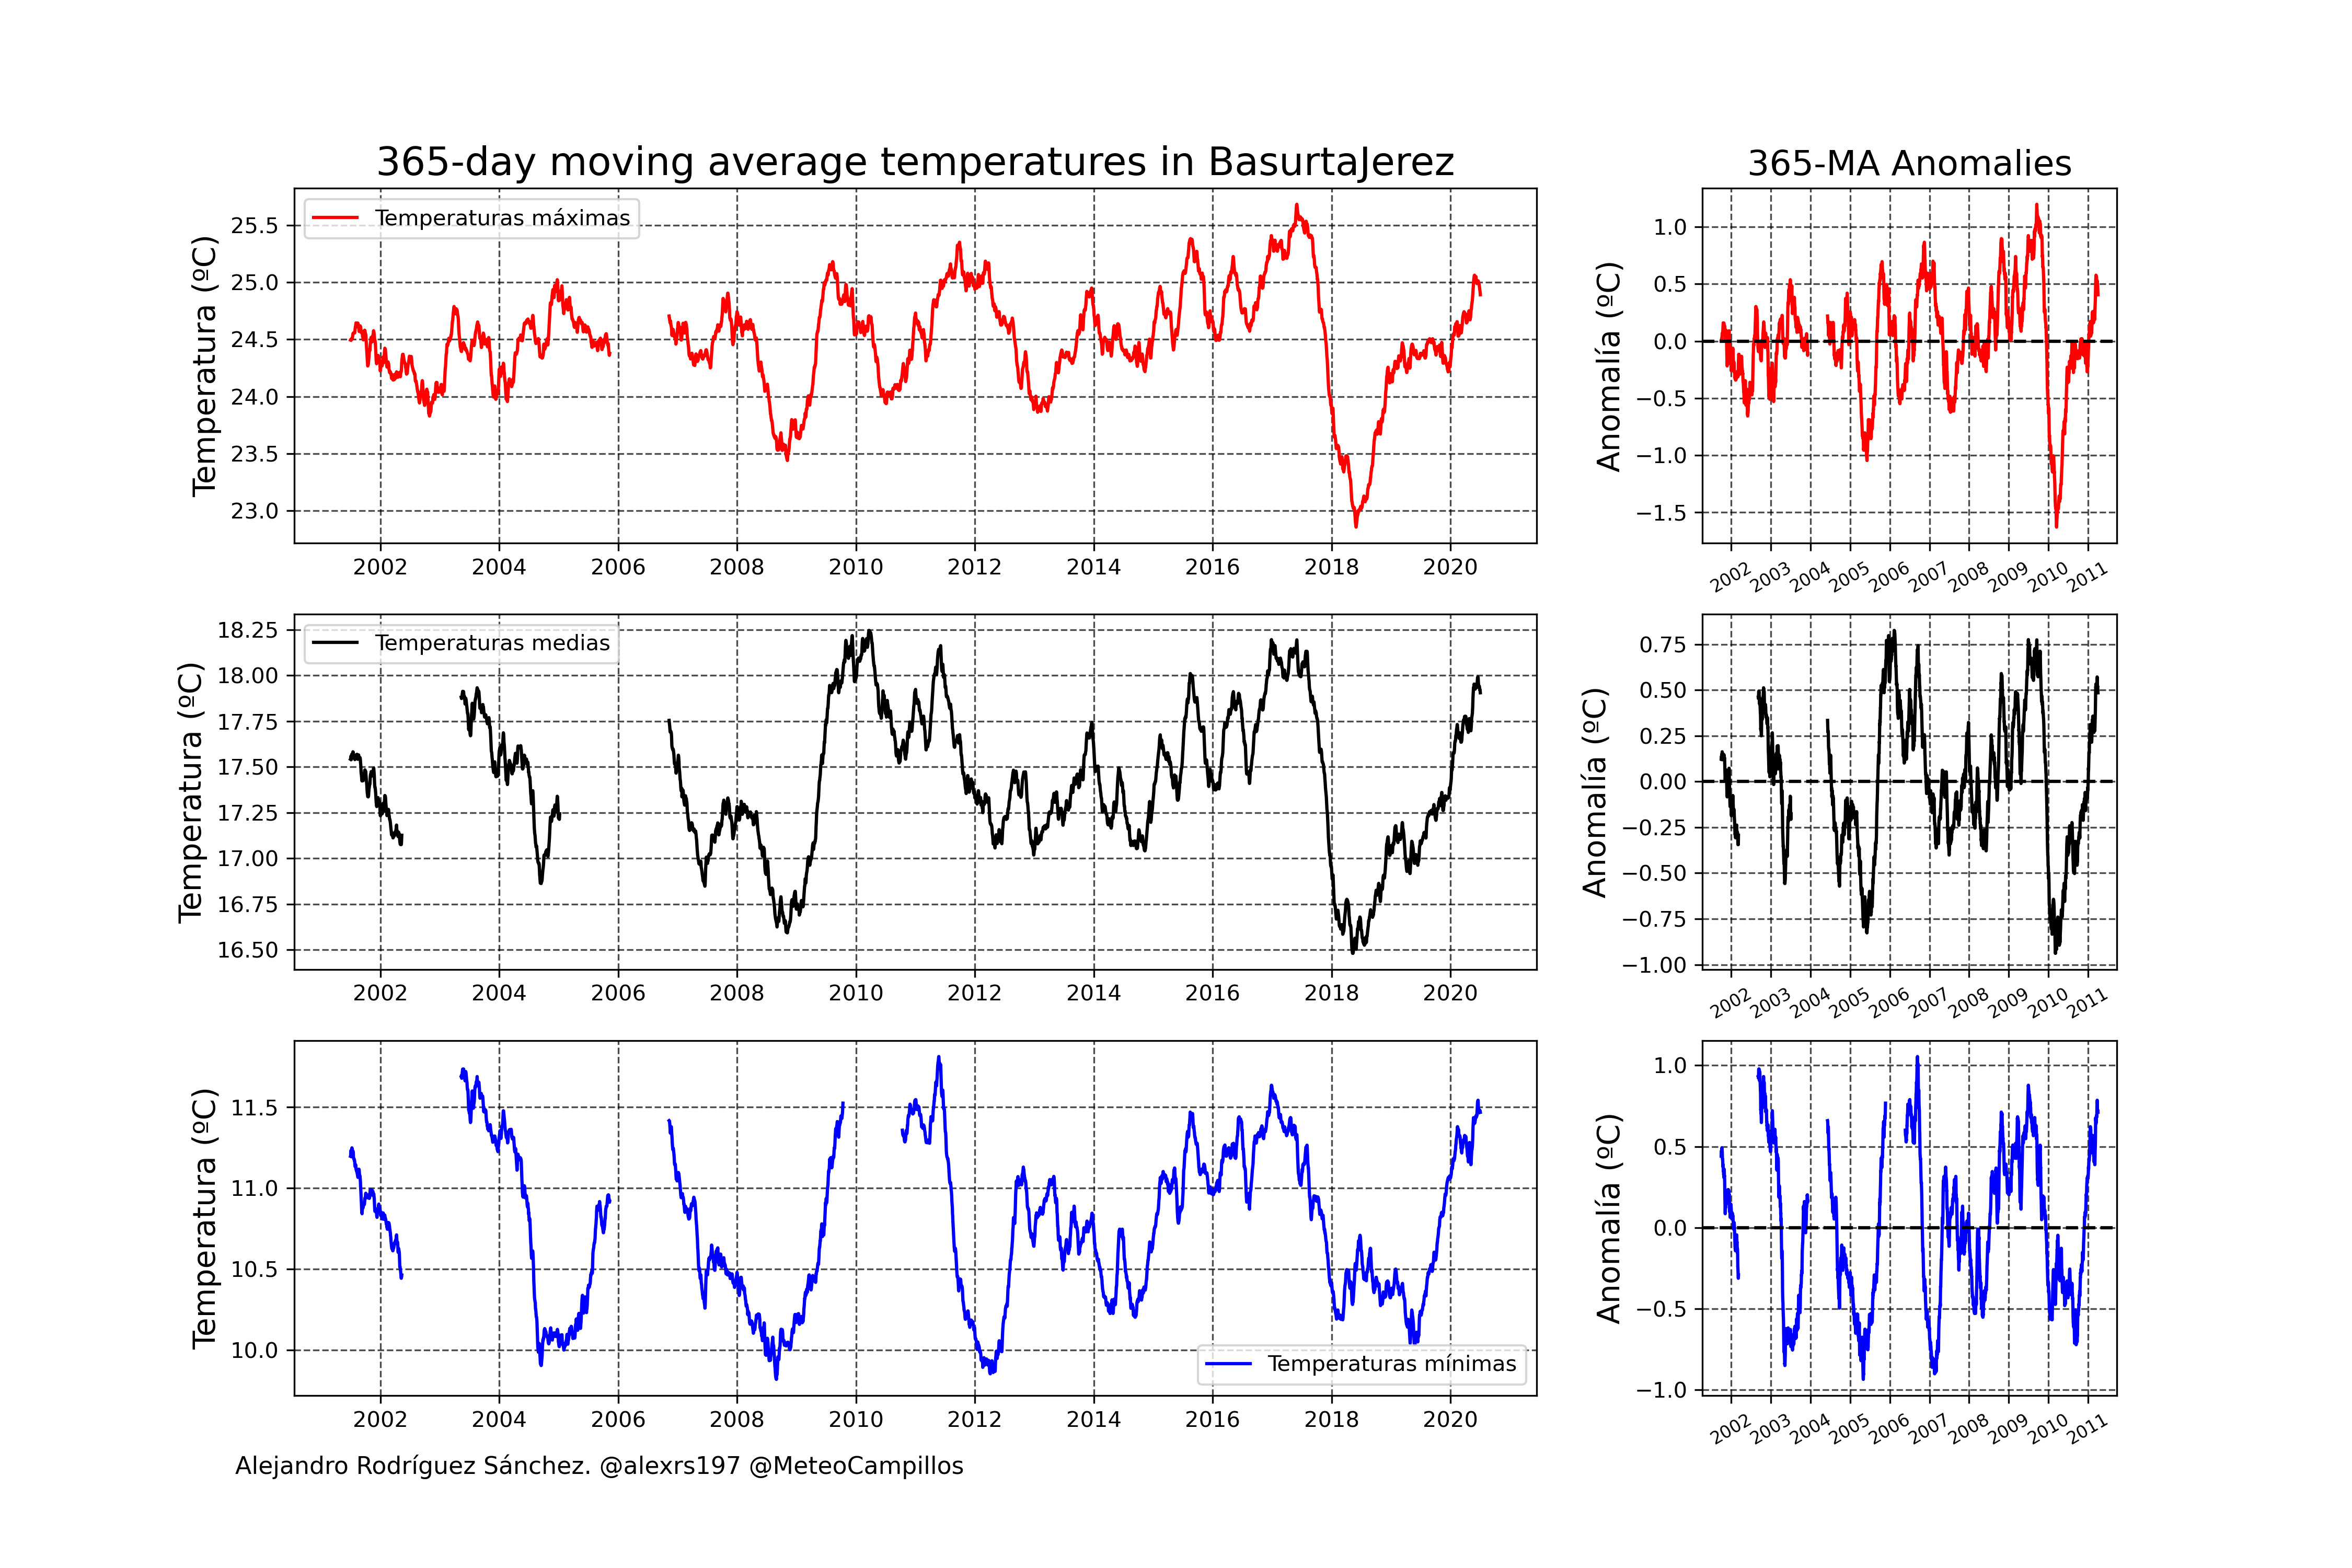 365-day moving average temperatures in BasurtaJerez
365-MA Anomalies
Temperatura (ºC)
25.5
25.0
24.5
24.0
23.5
23.0
Temperaturas máximas
2002 2004 2006 2008 2010 2012 2014 2016 2018 2020
Anomalía (ºC)
1.0
0.5
0.0
−0.5
−1.0
−1.5
2002 2003 2004 2005 2006 2007 2008 2009 2010 2011
Temperatura (ºC)
18.25
18.00
17.75
17.50
17.25
17.00
16.75
16.50
Temperaturas medias
2002 2004 2006 2008 2010 2012 2014 2016 2018 2020
Anomalía (ºC)
0.75
0.50
0.25
0.00
−0.25
−0.50
−0.75
−1.00
2002 2003 2004 2005 2006 2007 2008 2009 2010 2011
Temperatura (ºC)
11.5
11.0
10.5
10.0
Temperaturas mínimas
2002 2004 2006 2008 2010 2012 2014 2016 2018 2020
Anomalía (ºC)
1.0
0.5
0.0
−0.5
−1.0
2002 2003 2004 2005 2006 2007 2008 2009 2010 2011
Alejandro Rodríguez Sánchez. @alexrs197 @MeteoCampillos